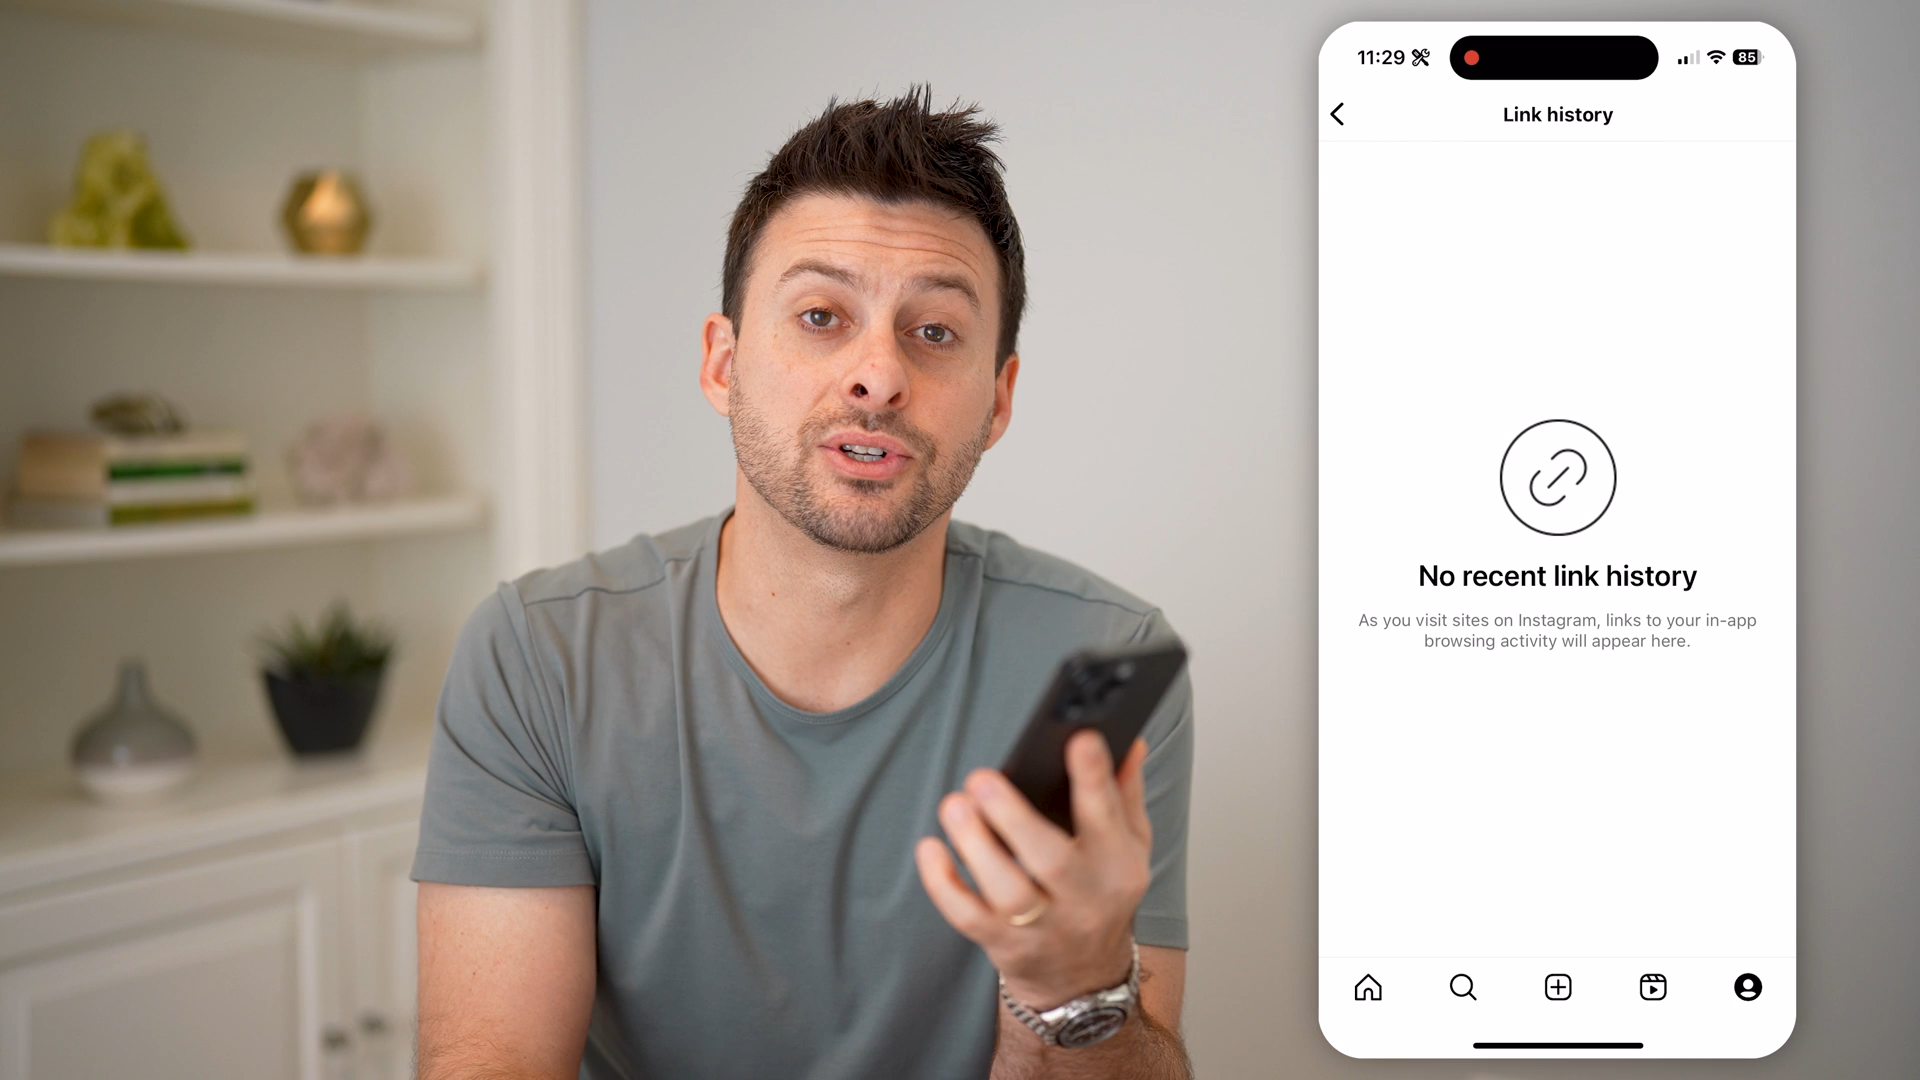 11:29
85
Link history
No recent link history
As you visit sites on Instagram, links to your in-app
browsing activity will appear here.